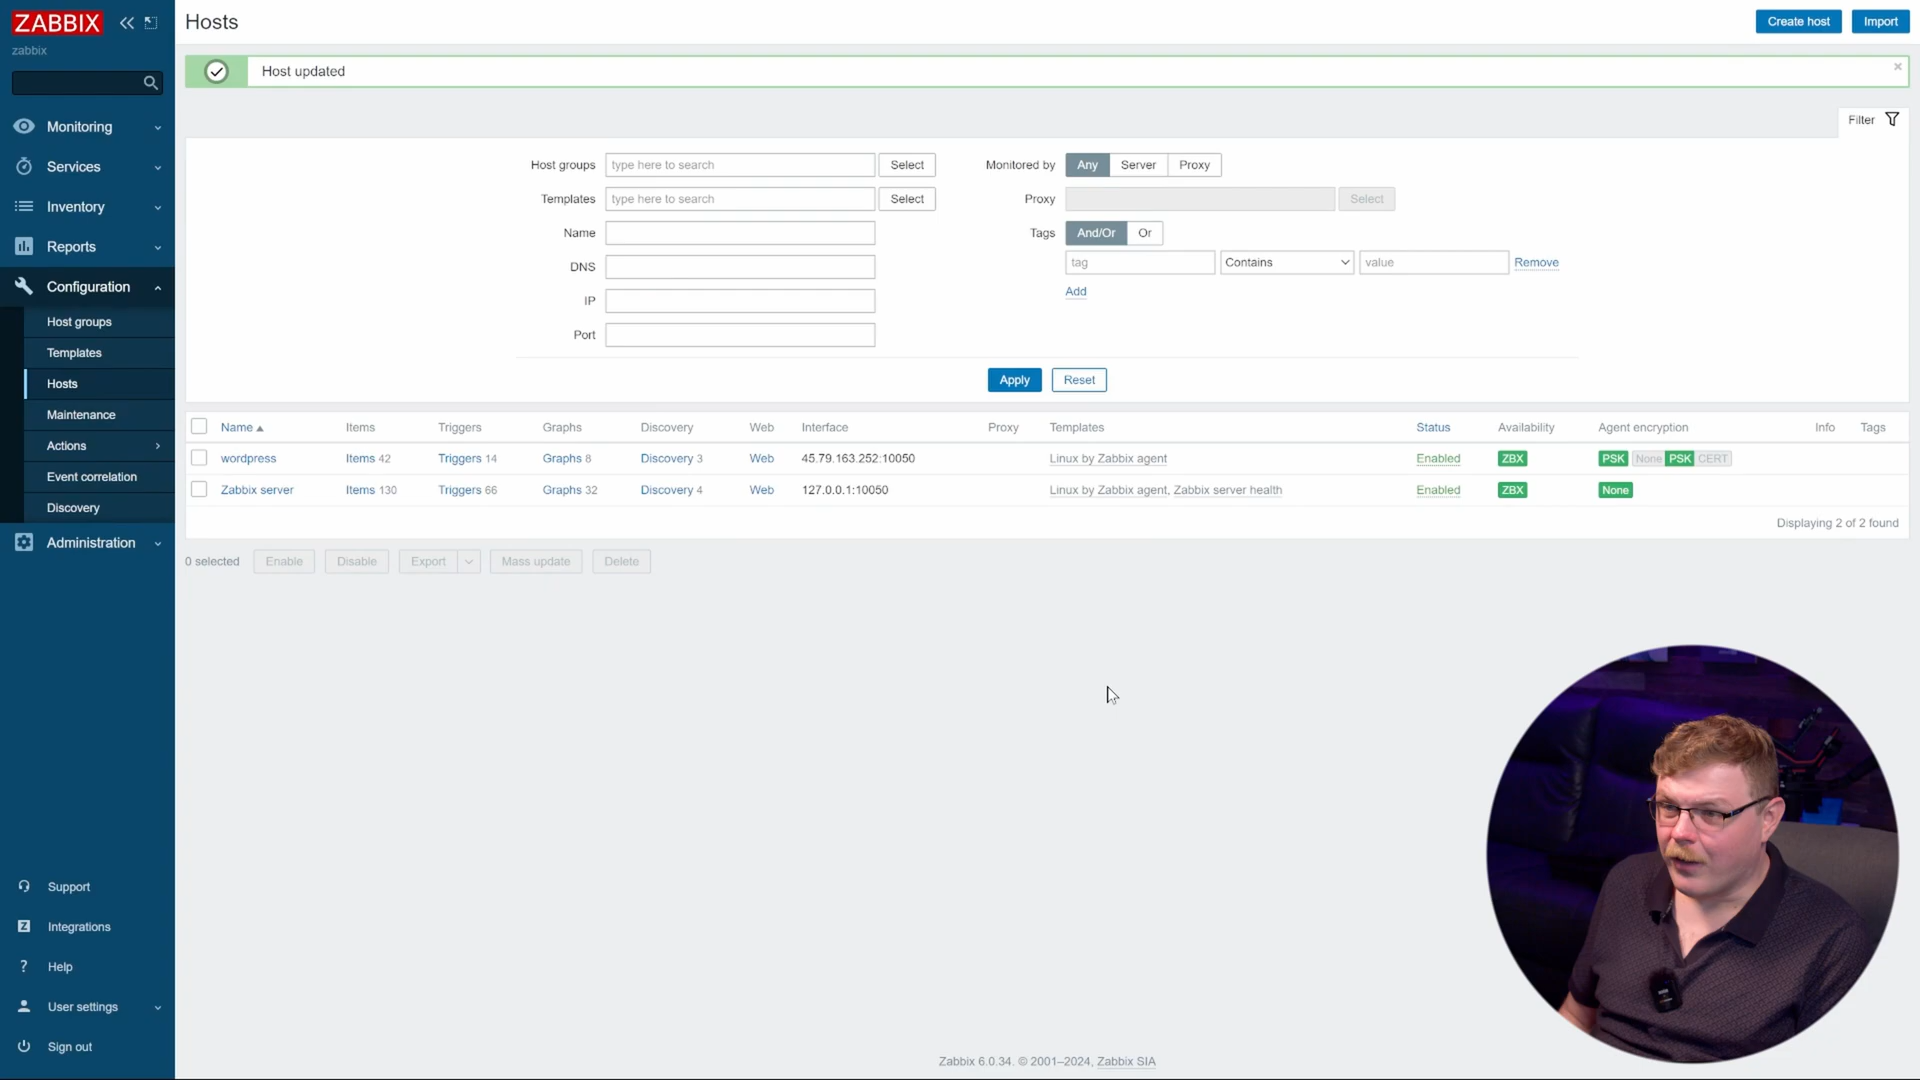 ZABBIX
zabbix
Monitoring
Services
Inventory
Reports
Configuration
Host groups
Templates
Hosts
Maintenance
Actions
Event correlation
Discovery
Administration
Support
Integrations
Help
User settings
Sign out
Hosts
Create host
Import
Host updated
Filter
Host groups type here to search Select
Templates type here to search Select
Name
DNS
IP
Port
Monitored by Any Server Proxy
Proxy Select
Tags And/Or Or
tag Contains value Remove
Add
Apply Reset
Name Items Triggers Graphs Discovery Web Interface Proxy Templates Status Availability Agent encryption Info Tags
wordpress Items 42 Triggers 14 Graphs 8 Discovery 3 Web 45.79.163.252:10050 Linux by Zabbix agent Enabled ZBX PSK None PSK CERT
Zabbix server Items 130 Triggers 66 Graphs 32 Discovery 4 Web 127.0.0.1:10050 Linux by Zabbix agent, Zabbix server health Enabled ZBX None
Displaying 2 of 2 found
0 selected Enable Disable Export Mass update Delete
Zabbix 6.0.34. © 2001–2024, Zabbix SIA